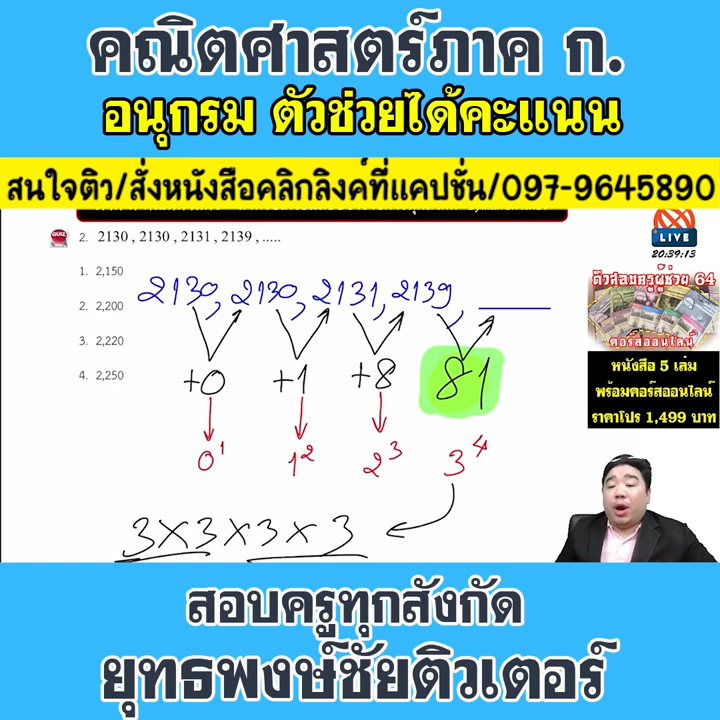 คณิตศาสตร์ภาค ก.
อนุกรม ตัวช่วยได้คะแนน
สนใจติว/สั่งหนังสือคลิกลิงค์ที่แคปชั่น/097-9645890
QUIZ
2. 2130 , 2130 , 2131 , 2139 , .....
LIVE
20:39:13
1. 2,150
2. 2,200
3. 2,220
4. 2,250
2130, 2130, 2131, 2139, ____
+0 +1 +8 81
0¹ 1² 2³ 3⁴
3×3×3×3
ติวสอบครูผู้ช่วย 64
คอร์สออนไลน์
หนังสือ 5 เล่ม
พร้อมคอร์สออนไลน์
ราคาโปร 1,499 บาท
สอบครูทุกสังกัด
ยุทธพงษ์ชัยติวเตอร์